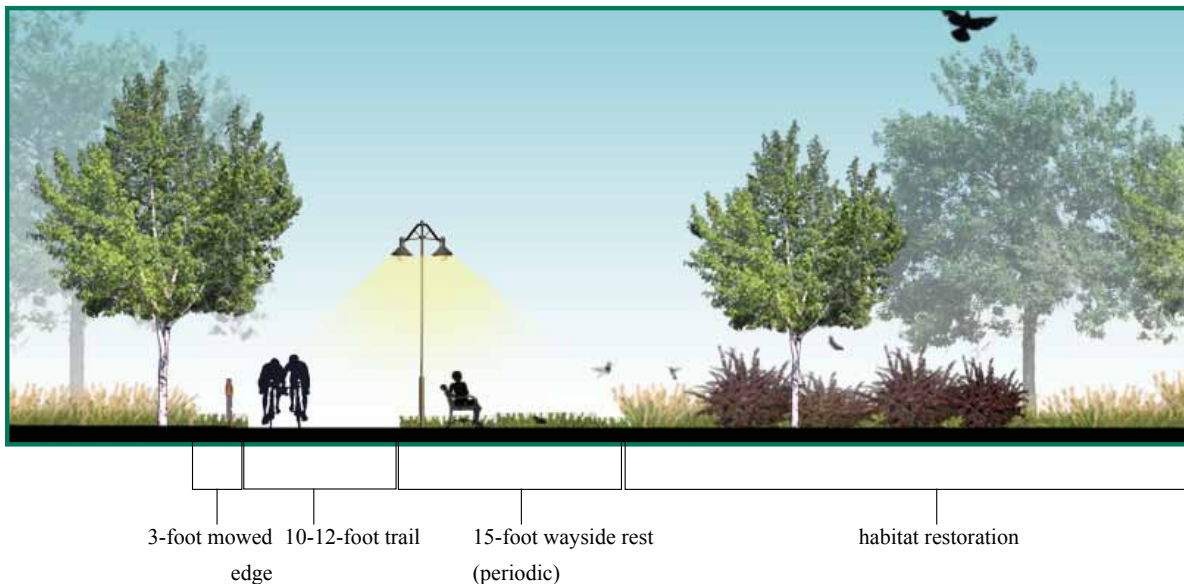 3-foot mowed edge
10-12-foot trail
15-foot wayside rest
(periodic)
habitat restoration